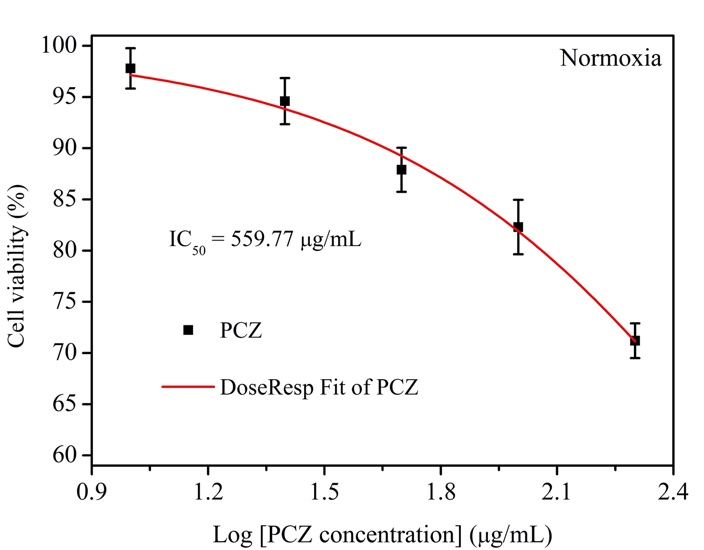 Normoxia
100
95
90
85
80
75
70
65
60
Cell viability (%)
IC50 = 559.77 μg/mL
PCZ
DoseResp Fit of PCZ
0.9 1.2 1.5 1.8 2.1 2.4
Log [PCZ concentration] (μg/mL)